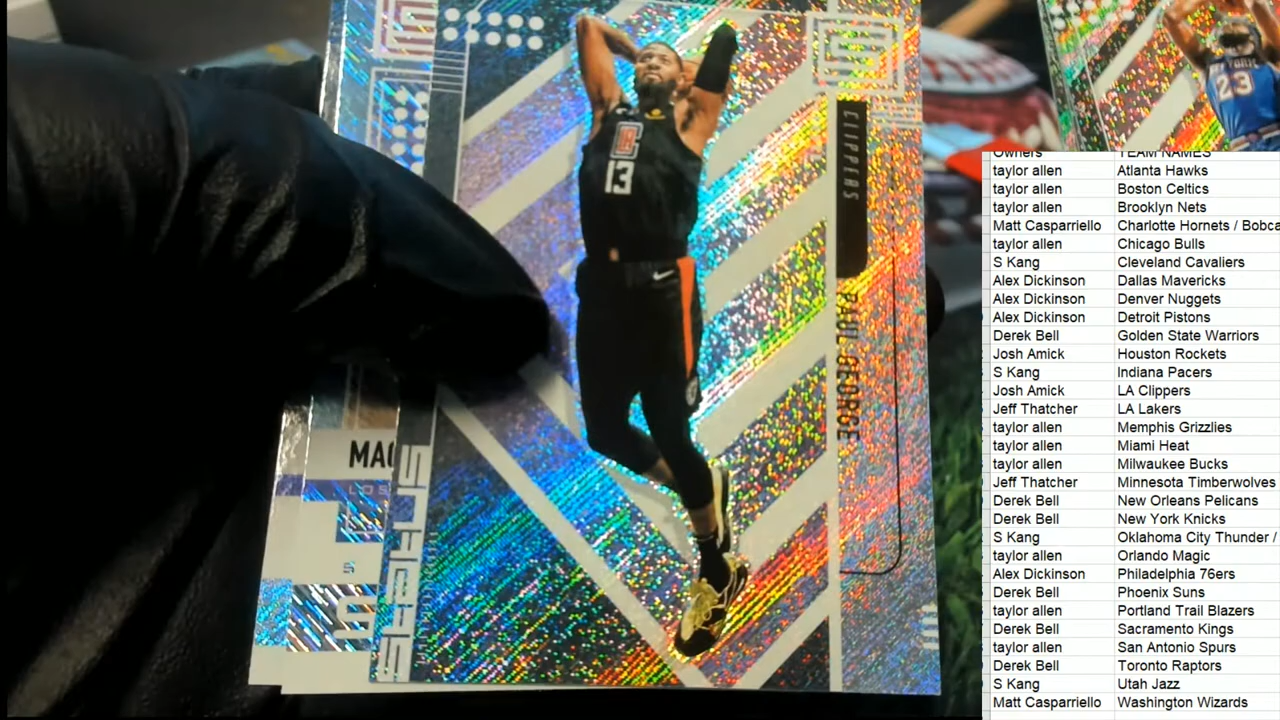 CLIPPERS
PAUL GEORGE
13
STATUS
MAG
LOS
NEW YORK
23
Owners TEAM NAMES
taylor allen Atlanta Hawks
taylor allen Boston Celtics
taylor allen Brooklyn Nets
Matt Casparriello Charlotte Hornets / Bobca
taylor allen Chicago Bulls
S Kang Cleveland Cavaliers
Alex Dickinson Dallas Mavericks
Alex Dickinson Denver Nuggets
Alex Dickinson Detroit Pistons
Derek Bell Golden State Warriors
Josh Amick Houston Rockets
S Kang Indiana Pacers
Josh Amick LA Clippers
Jeff Thatcher LA Lakers
taylor allen Memphis Grizzlies
taylor allen Miami Heat
taylor allen Milwaukee Bucks
Jeff Thatcher Minnesota Timberwolves
Derek Bell New Orleans Pelicans
Derek Bell New York Knicks
S Kang Oklahoma City Thunder /
taylor allen Orlando Magic
Alex Dickinson Philadelphia 76ers
Derek Bell Phoenix Suns
taylor allen Portland Trail Blazers
Derek Bell Sacramento Kings
taylor allen San Antonio Spurs
Derek Bell Toronto Raptors
S Kang Utah Jazz
Matt Casparriello Washington Wizards